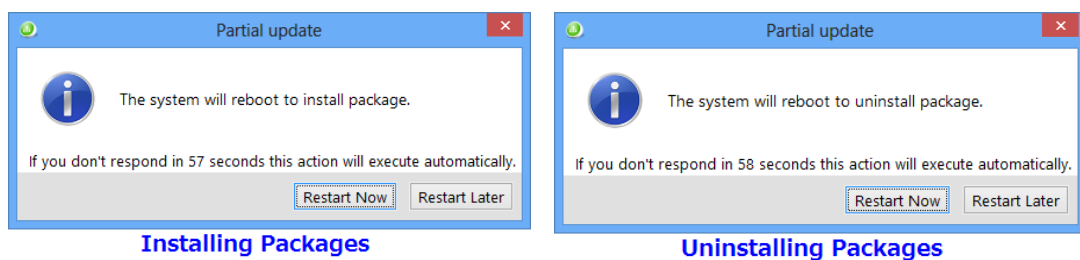 Partial update
The system will reboot to install package.
If you don't respond in 57 seconds this action will execute automatically.
Restart Now
Restart Later
Installing Packages
Partial update
The system will reboot to uninstall package.
If you don't respond in 58 seconds this action will execute automatically.
Restart Now
Restart Later
Uninstalling Packages